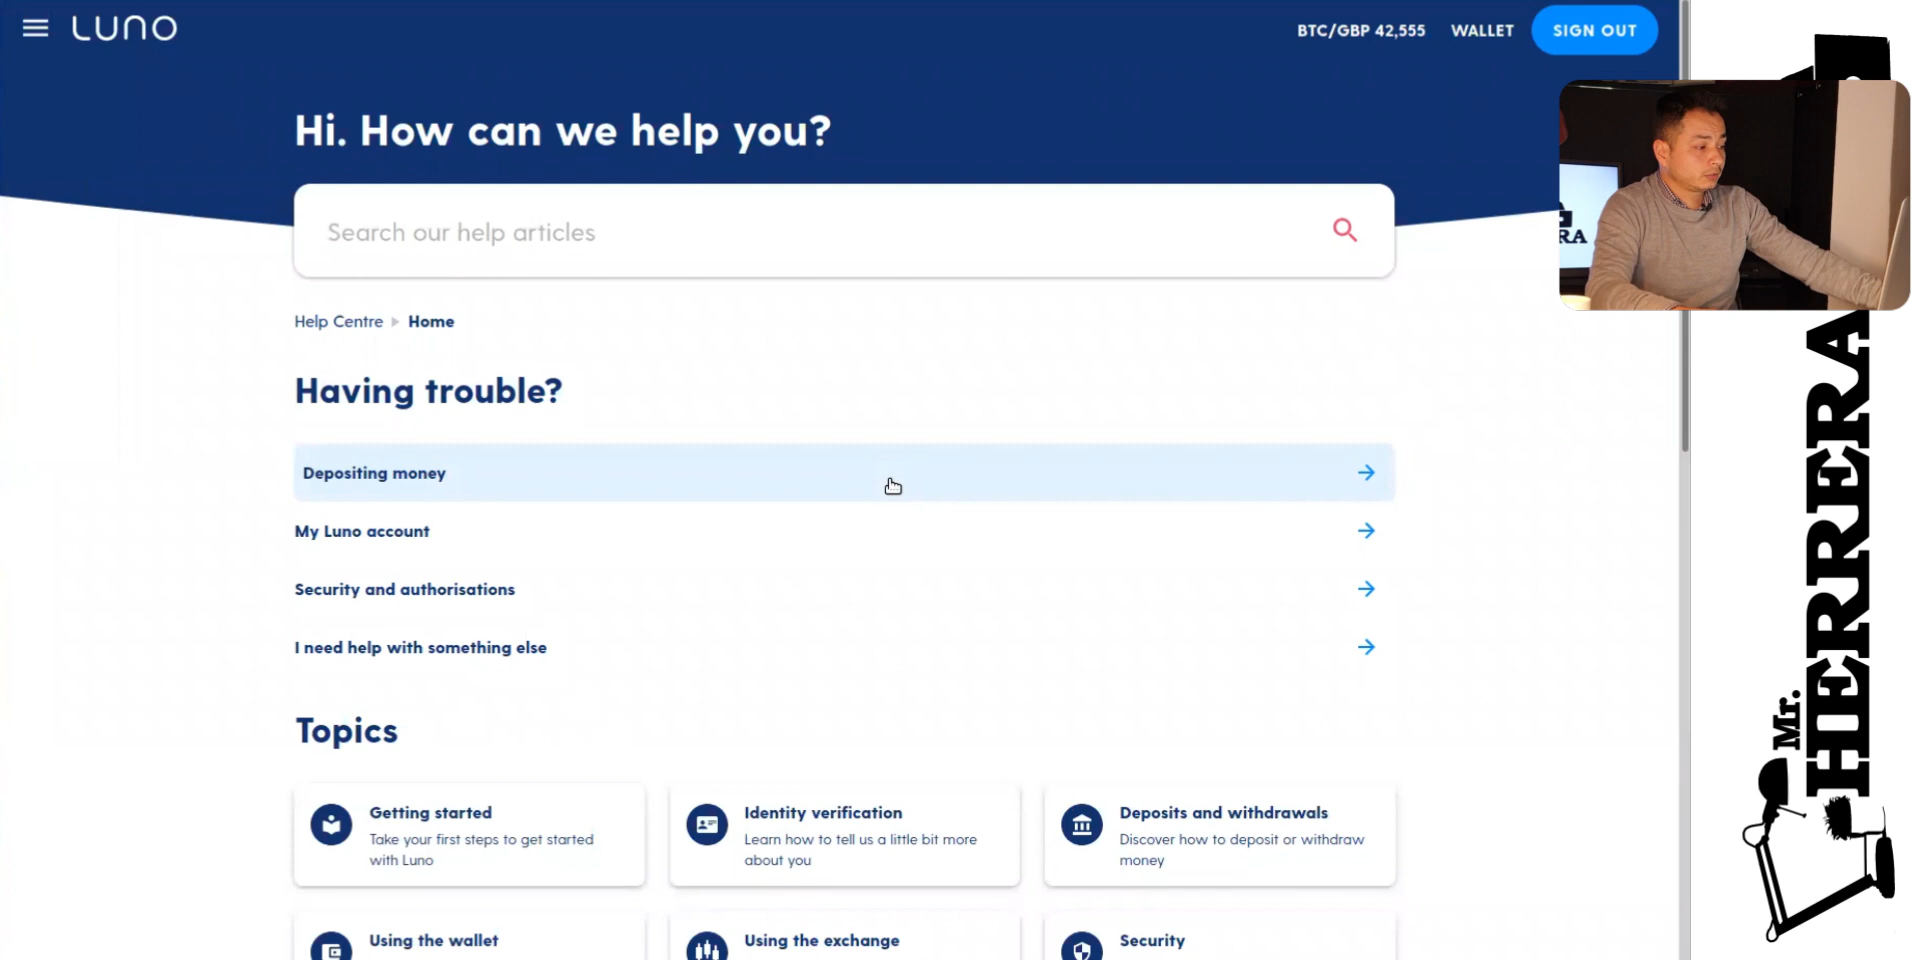 LUNO
BTC/GBP 42,555
WALLET
SIGN OUT
Hi. How can we help you?
Search our help articles
Help Centre
Home
Having trouble?
Depositing money
My Luno account
Security and authorisations
I need help with something else
Topics
Getting started
Take your first steps to get started
with Luno
Identity verification
Learn how to tell us a little bit more
about you
Deposits and withdrawals
Discover how to deposit or withdraw
money
Using the wallet
Using the exchange
Security
RA
Mr.
HERRERA